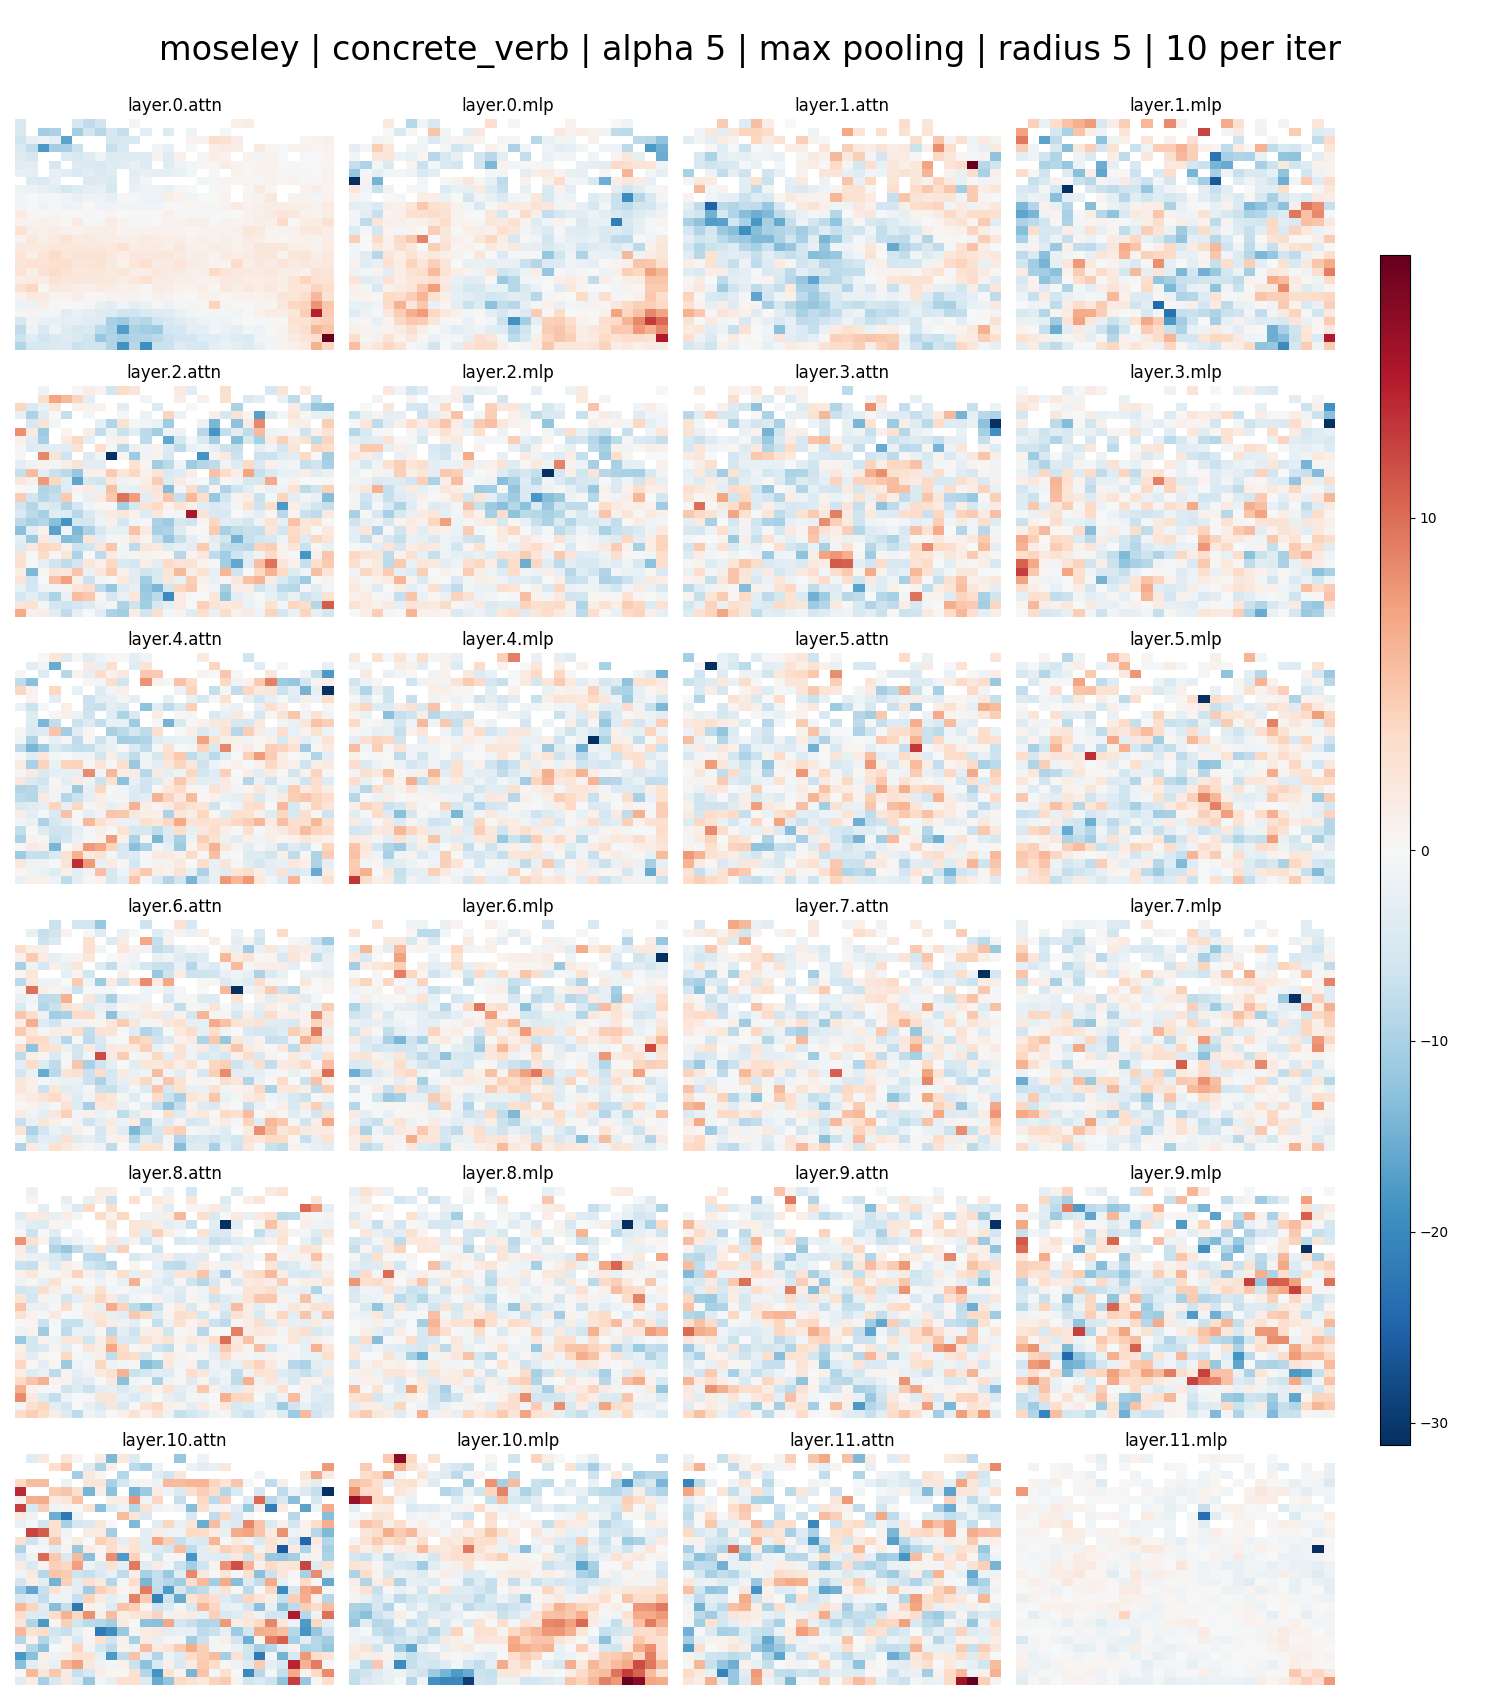 moseley | concrete_verb | alpha 5 | max pooling | radius 5 | 10 per iter
layer.0.attn layer.0.mlp layer.1.attn layer.1.mlp
layer.2.attn layer.2.mlp layer.3.attn layer.3.mlp
layer.4.attn layer.4.mlp layer.5.attn layer.5.mlp
layer.6.attn layer.6.mlp layer.7.attn layer.7.mlp
layer.8.attn layer.8.mlp layer.9.attn layer.9.mlp
layer.10.attn layer.10.mlp layer.11.attn layer.11.mlp
10
0
−10
−20
−30